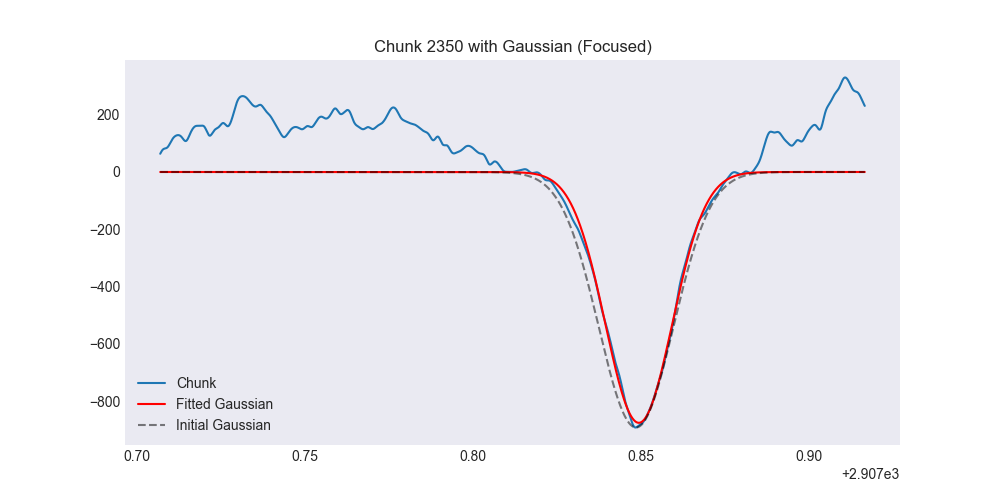 Chunk 2350 with Gaussian (Focused)
200
0
−200
−400
−600
−800
Chunk
Fitted Gaussian
Initial Gaussian
0.70 0.75 0.80 0.85 0.90
+2.907e3